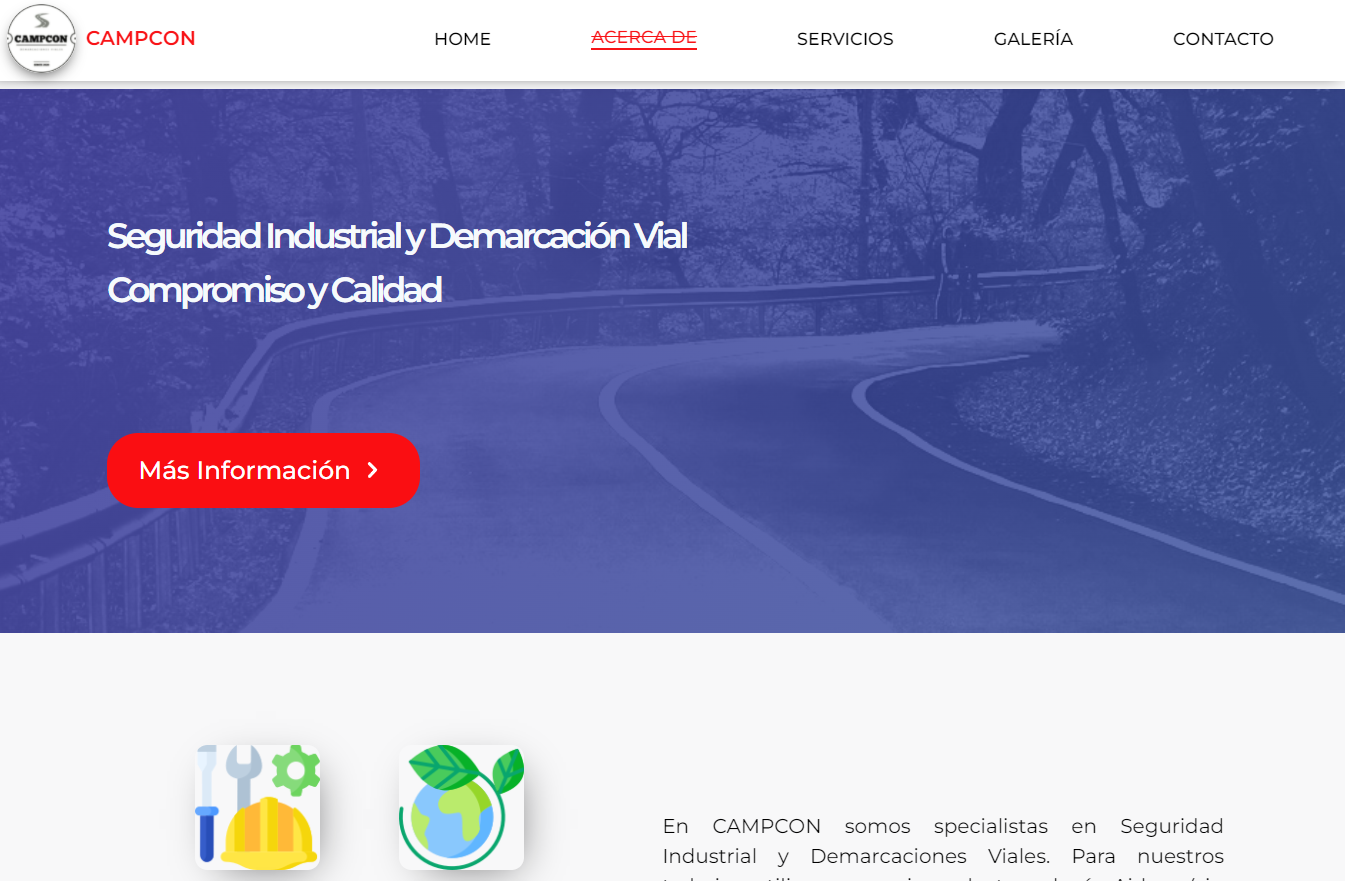 CAMPCON
CAMPCON
HOME
ACERCA DE
SERVICIOS
GALERÍA
CONTACTO
Seguridad Industrial y Demarcación Vial
Compromiso y Calidad
Más Información
En CAMPCON somos specialistas en Seguridad
Industrial y Demarcaciones Viales. Para nuestros